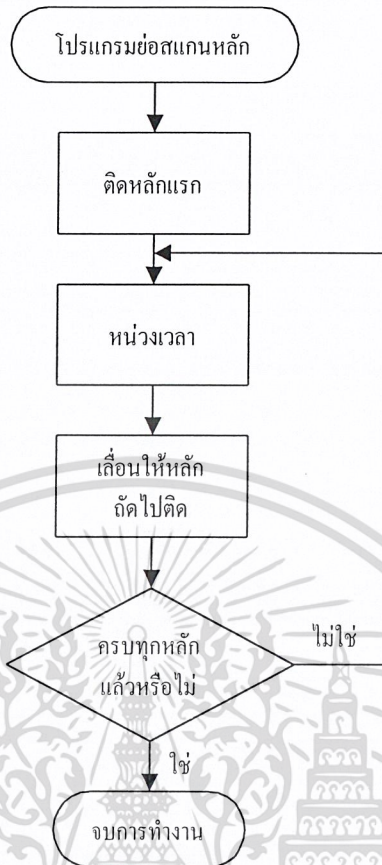 โปรแกรมย่อยสแกนหลัก
ติดหลักแรก
หน่วงเวลา
เลื่อนให้หลัก
ถัดไปติด
ครบทุกหลัก
แล้วหรือไม่
ไม่ใช่
ใช่
จบการทำงาน